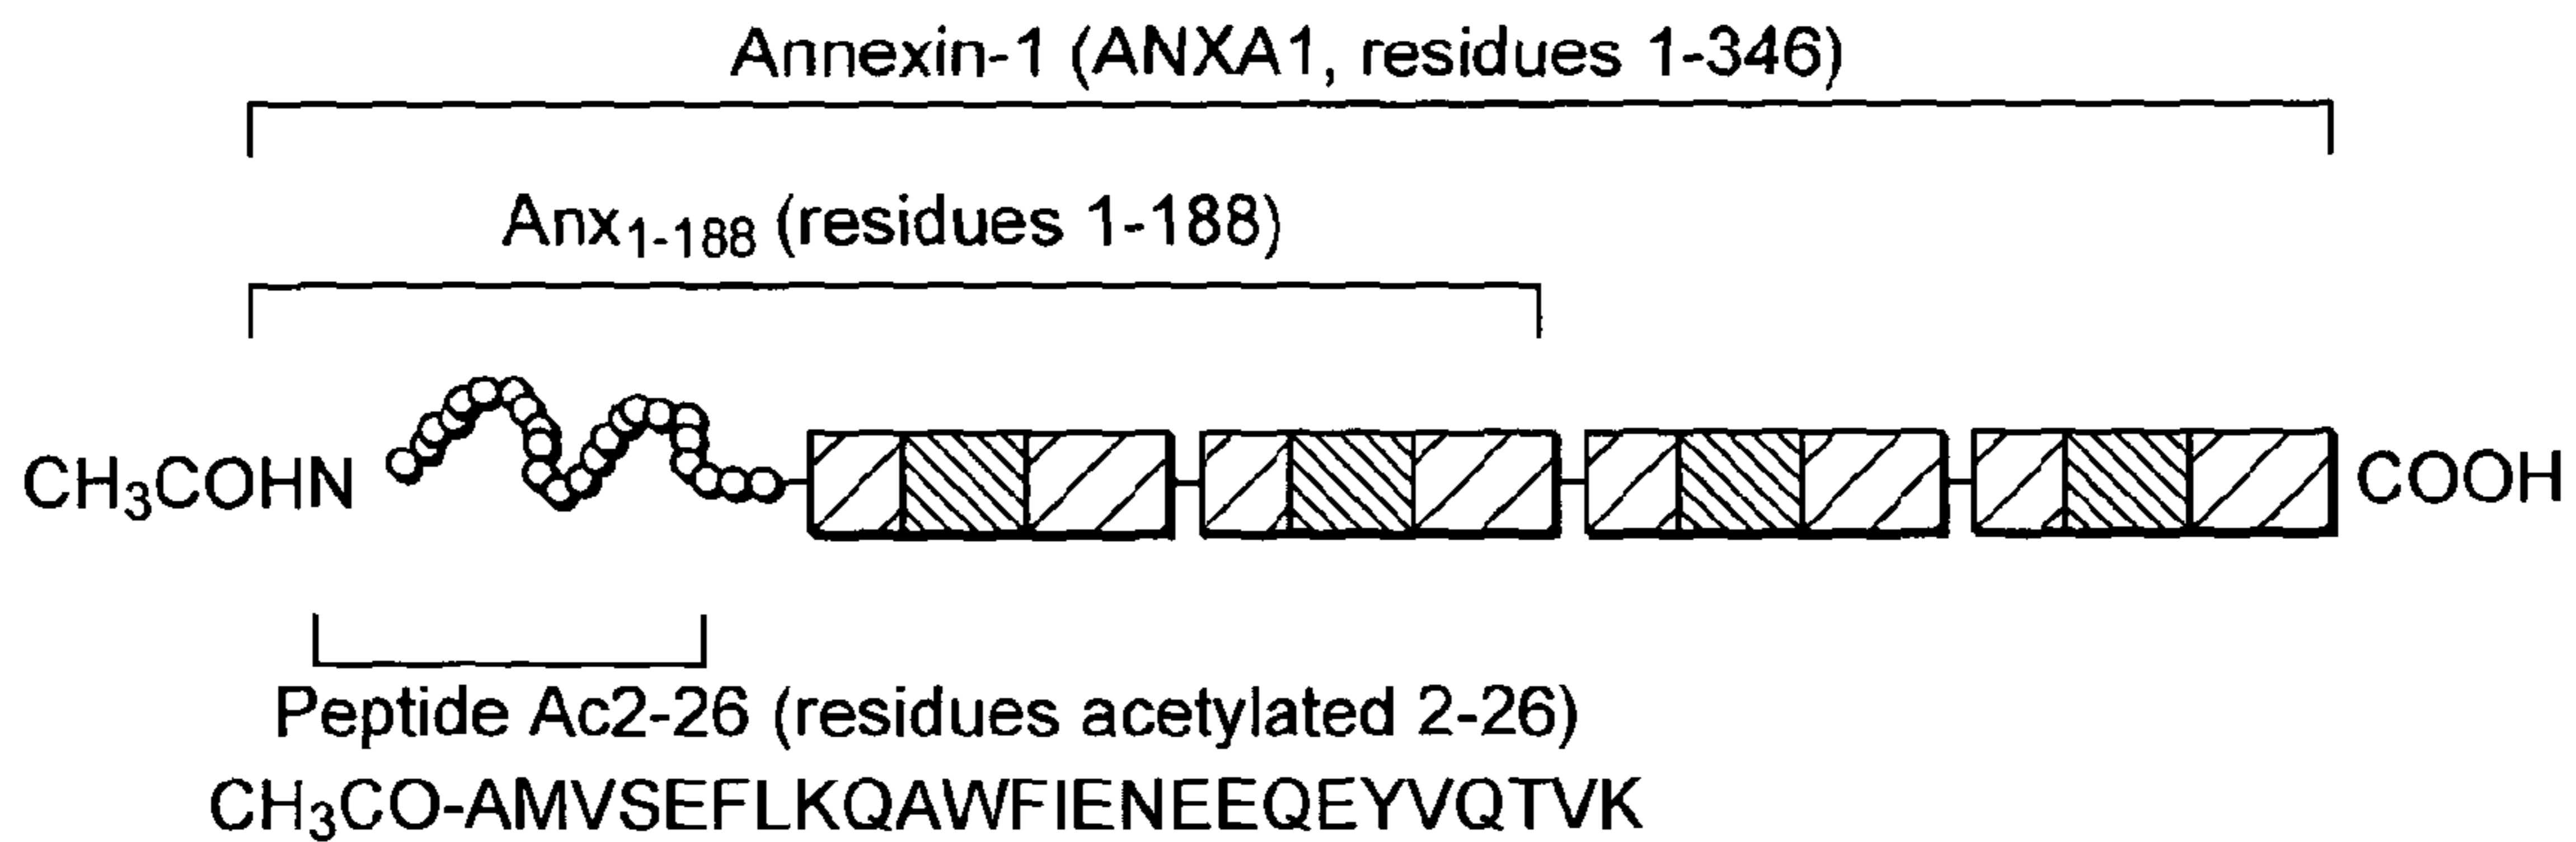 Annexin-1 (ANXA1, residues 1-346)
Anx₁₋₁₈₈ (residues 1-188)
CH₃COHN
COOH
Peptide Ac2-26 (residues acetylated 2-26)
CH₃CO-AMVSEFLKQAWFIENEEQEYVQTVK